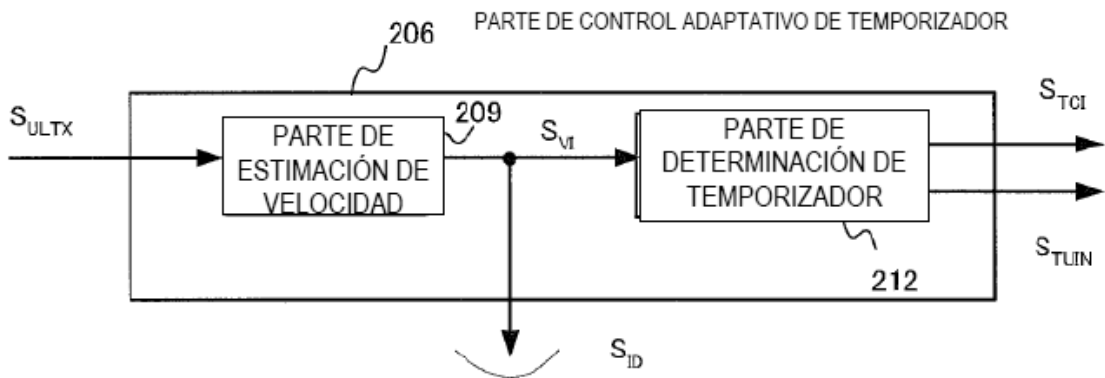 PARTE DE CONTROL ADAPTATIVO DE TEMPORIZADOR
206
S_ULTX
209
PARTE DE
ESTIMACIÓN DE
VELOCIDAD
S_VI
PARTE DE
DETERMINACIÓN DE
TEMPORIZADOR
212
S_TCI
S_TUIN
S_ID